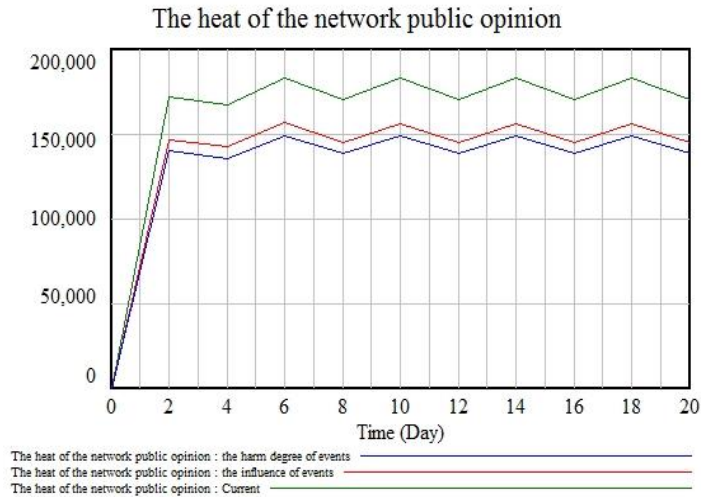 The heat of the network public opinion
200,000
150,000
100,000
50,000
0
0 2 4 6 8 10 12 14 16 18 20
Time (Day)
The heat of the network public opinion : the harm degree of events
The heat of the network public opinion : the influence of events
The heat of the network public opinion : Current